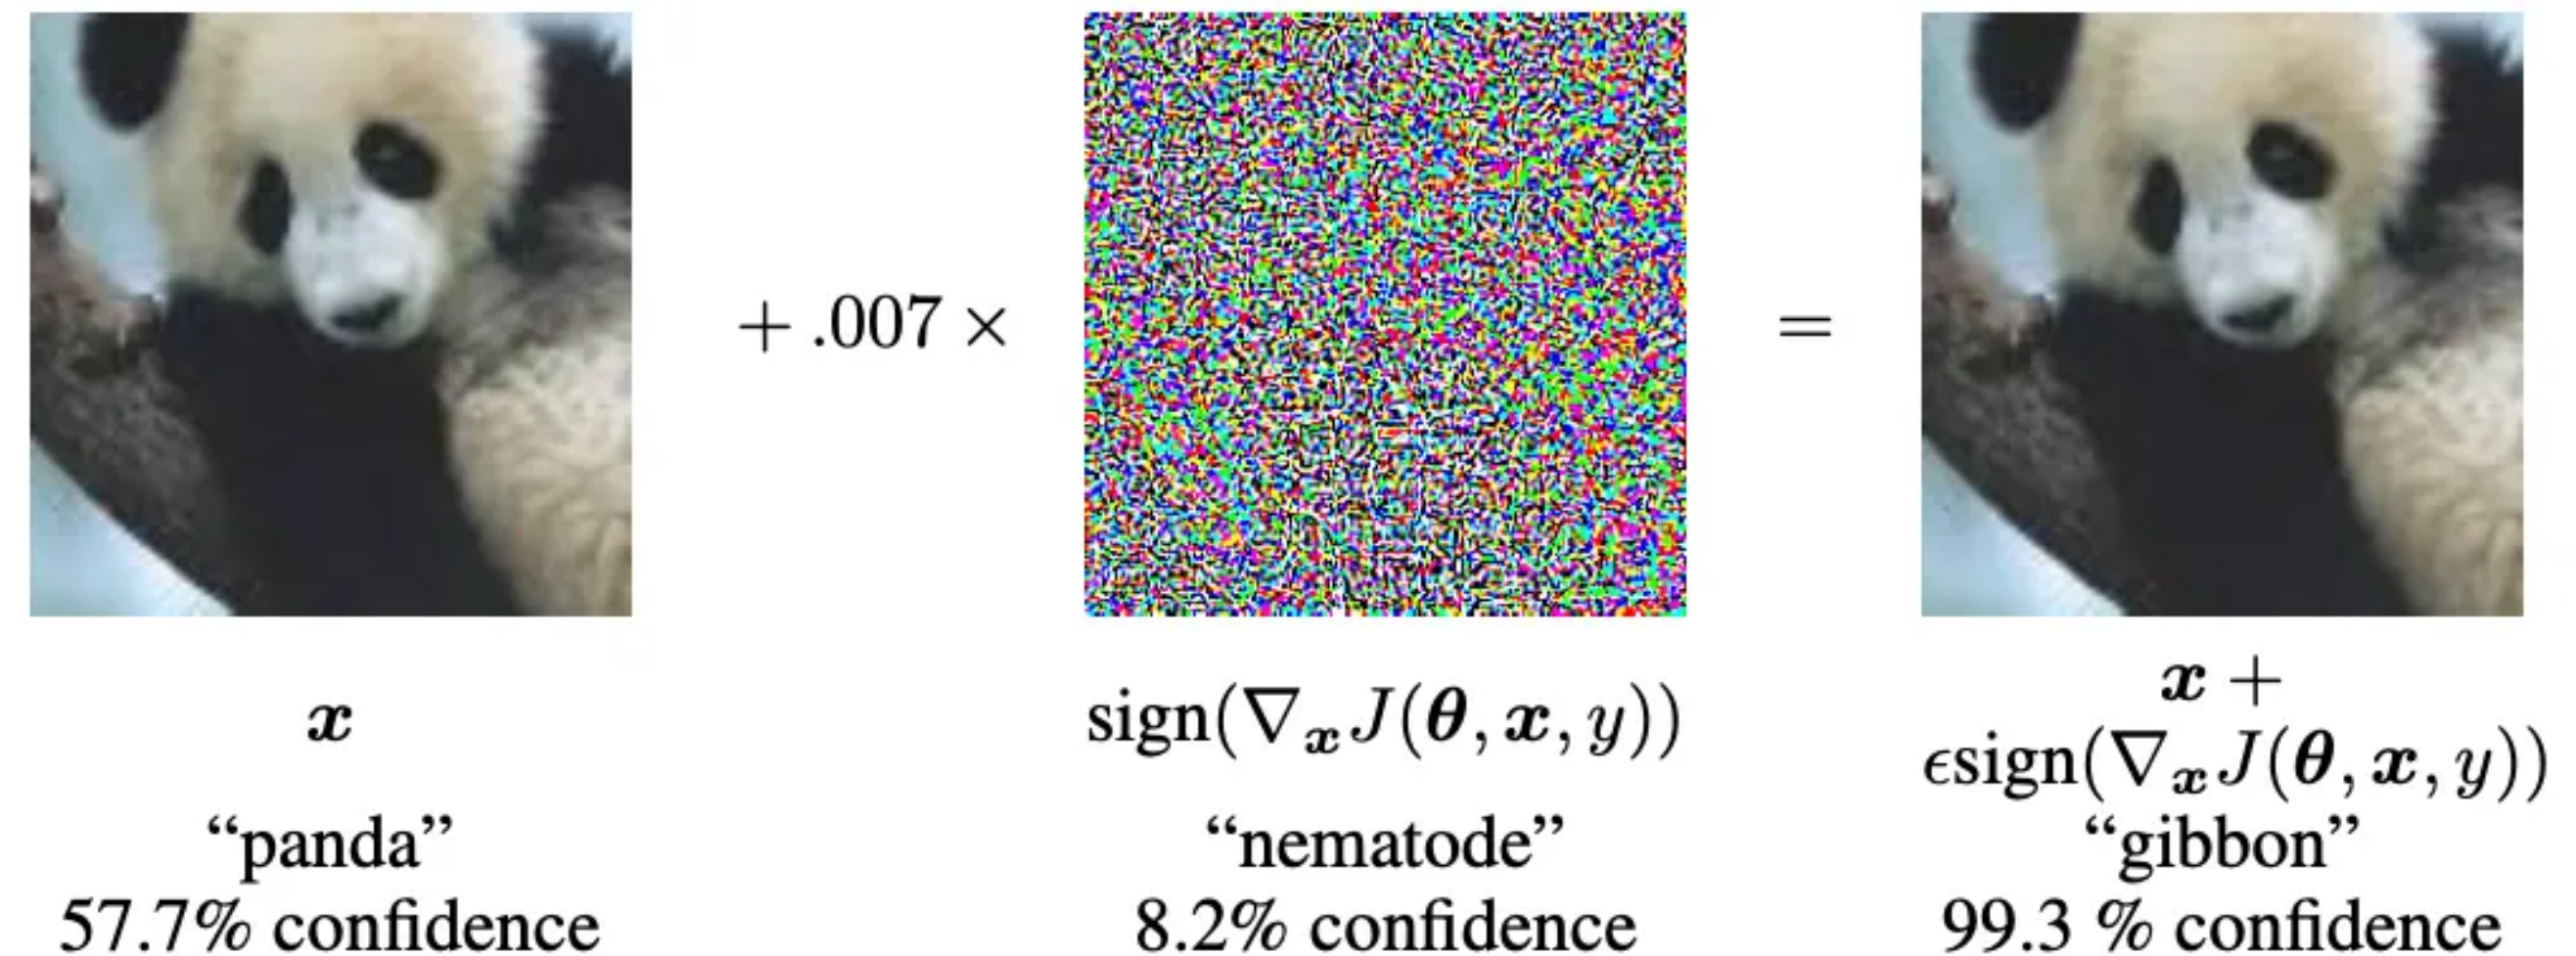 + .007 ×
=
x
sign(∇ₓJ(θ, x, y))
x +
ϵsign(∇ₓJ(θ, x, y))
“panda”
“nematode”
“gibbon”
57.7% confidence
8.2% confidence
99.3 % confidence